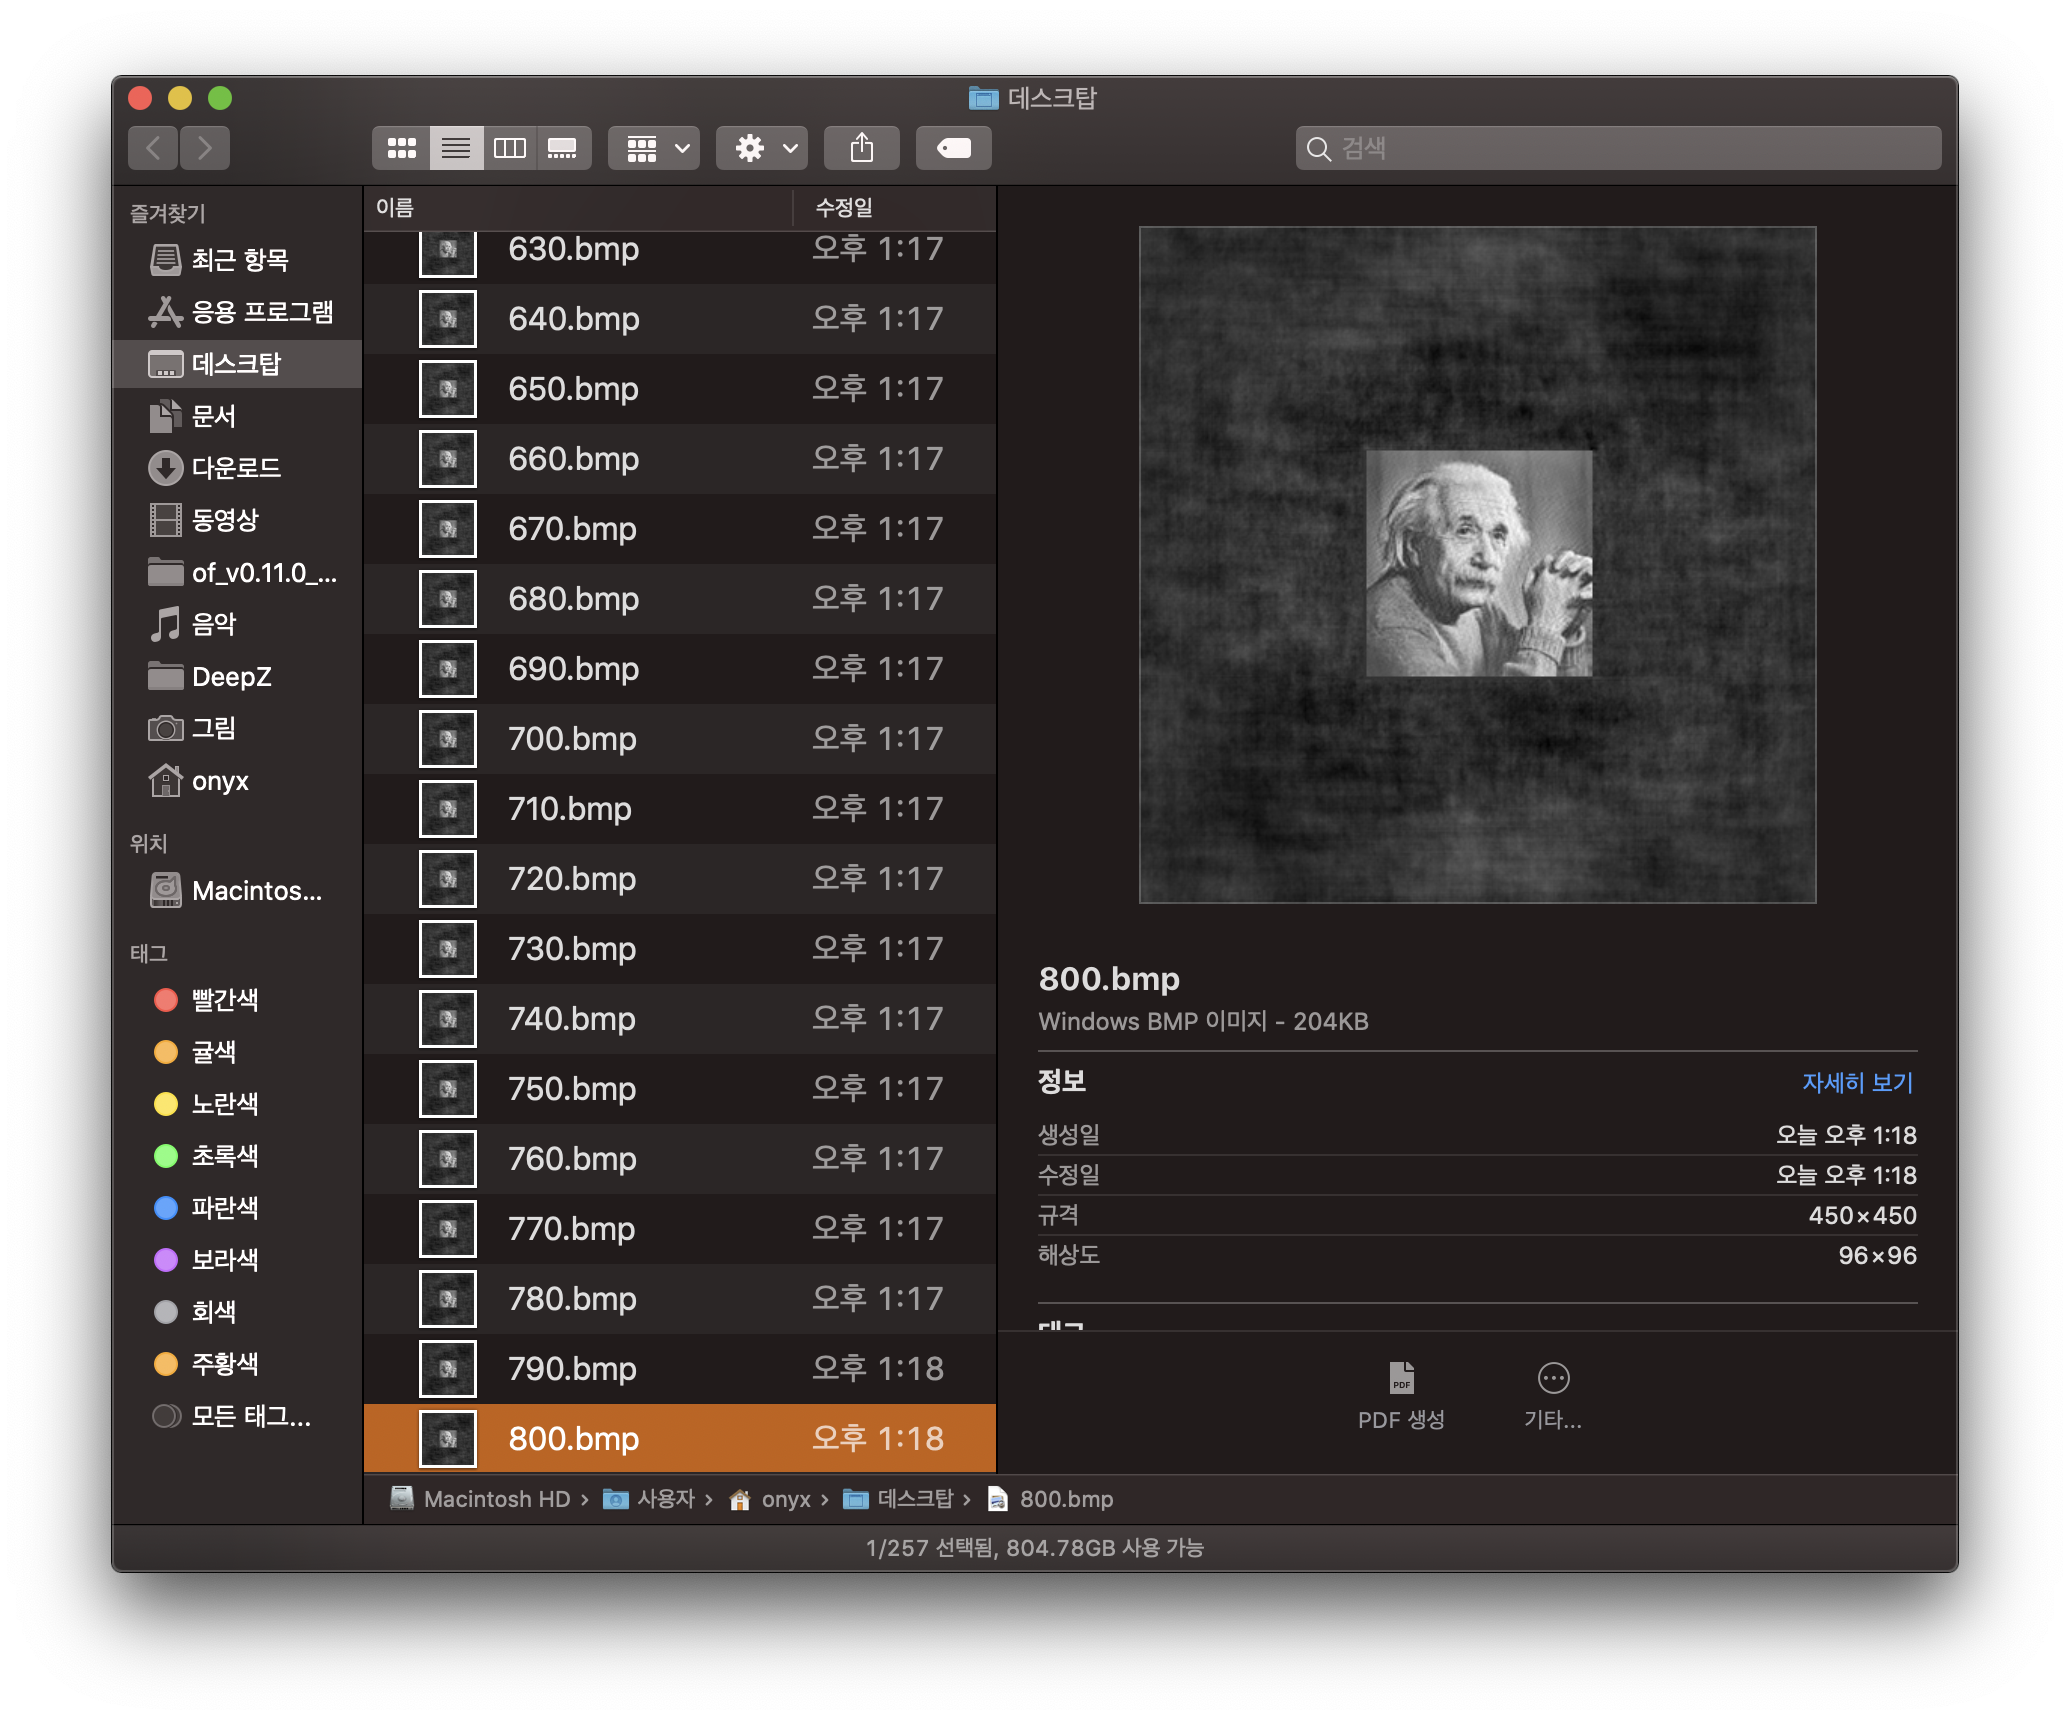 데스크탑
검색
즐겨찾기
최근 항목
응용 프로그램
데스크탑
문서
다운로드
동영상
of_v0.11.0_...
음악
DeepZ
그림
onyx
위치
Macintos...
태그
빨간색
귤색
노란색
초록색
파란색
보라색
회색
주황색
모든 태그...
이름 수정일
630.bmp 오후 1:17
640.bmp 오후 1:17
650.bmp 오후 1:17
660.bmp 오후 1:17
670.bmp 오후 1:17
680.bmp 오후 1:17
690.bmp 오후 1:17
700.bmp 오후 1:17
710.bmp 오후 1:17
720.bmp 오후 1:17
730.bmp 오후 1:17
740.bmp 오후 1:17
750.bmp 오후 1:17
760.bmp 오후 1:17
770.bmp 오후 1:17
780.bmp 오후 1:17
790.bmp 오후 1:18
800.bmp 오후 1:18
800.bmp
Windows BMP 이미지 - 204KB
정보 자세히 보기
생성일 오늘 오후 1:18
수정일 오늘 오후 1:18
규격 450×450
해상도 96×96
태그
PDF
PDF 생성 기타...
Macintosh HD › 사용자 › onyx › 데스크탑 › 800.bmp
1/257 선택됨, 804.78GB 사용 가능